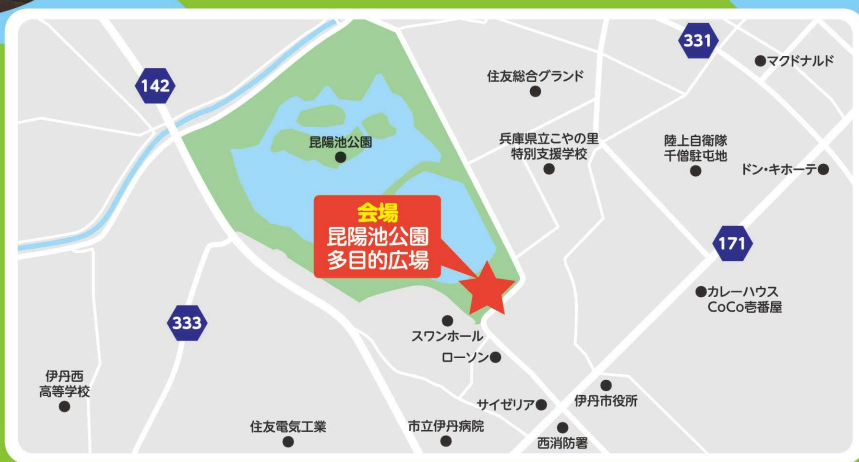 331
マクドナルド
142
住友総合グランド
昆陽池公園
兵庫県立こやの里
特別支援学校
陸上自衛隊
千僧駐屯地
ドン・キホーテ
会場
昆陽池公園
多目的広場
171
カレーハウス
CoCo壱番屋
333
スワンホール
ローソン
伊丹西
高等学校
サイゼリア
伊丹市役所
住友電気工業
市立伊丹病院
西消防署